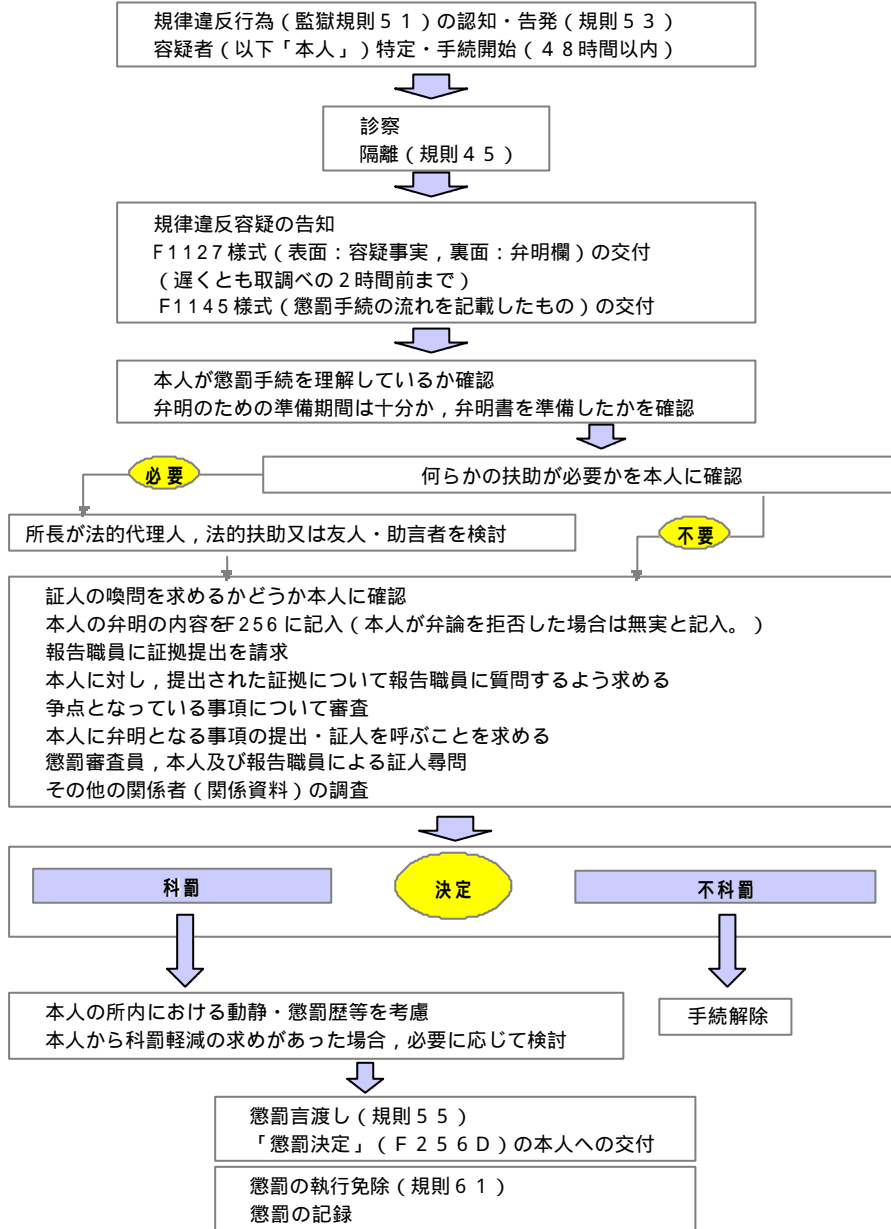 規律違反行為(監獄規則51)の認知・告発(規則53)
容疑者(以下「本人」)特定・手続開始(48時間以内)
診察
隔離(規則45)
規律違反容疑の告知
F1127様式(表面:容疑事実,裏面:弁明欄)の交付
(遅くとも取調べの2時間前まで)
F1145様式(懲罰手続の流れを記載したもの)の交付
本人が懲罰手続を理解しているか確認
弁明のための準備期間は十分か,弁明書を準備したかを確認
必要
何らかの扶助が必要かを本人に確認
所長が法的代理人,法的扶助又は友人・助言者を検討
不要
証人の喚問を求めるかどうか本人に確認
本人の弁明の内容をF256に記入(本人が弁論を拒否した場合は無実と記入。)
報告職員に証拠提出を請求
本人に対し,提出された証拠について報告職員に質問するよう求める
争点となっている事項について審査
本人に弁明となる事項の提出・証人を呼ぶことを求める
懲罰審査員,本人及び報告職員による証人尋問
その他の関係者(関係資料)の調査
科罰
決定
不科罰
本人の所内における動静・懲罰歴等を考慮
本人から科罰軽減の求めがあった場合,必要に応じて検討
手続解除
懲罰言渡し(規則55)
「懲罰決定」(F256D)の本人への交付
懲罰の執行免除(規則61)
懲罰の記録